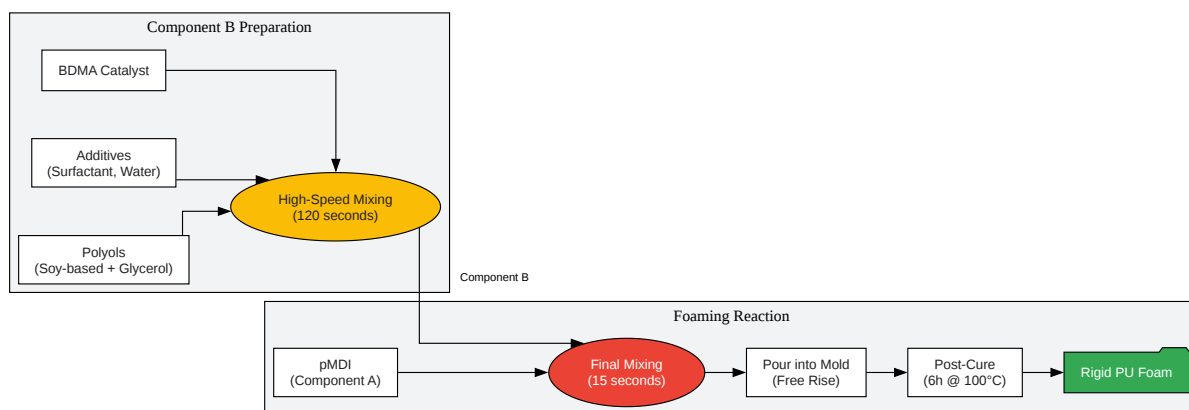 Component B Preparation
BDMA Catalyst
Additives
(Surfactant, Water)
High-Speed Mixing
(120 seconds)
Polyols
(Soy-based + Glycerol)
Component B
Foaming Reaction
pMDI
(Component A)
Final Mixing
(15 seconds)
Pour into Mold
(Free Rise)
Post-Cure
(6h @ 100°C)
Rigid PU Foam